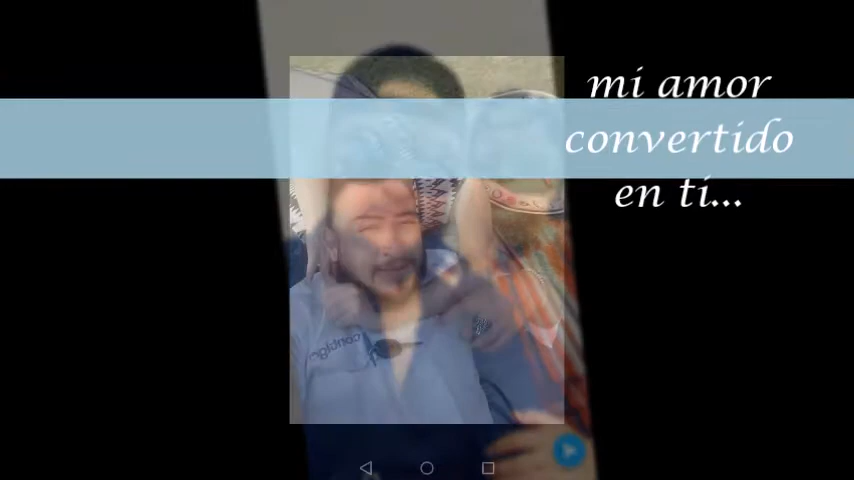 mi amor
convertido
en ti...